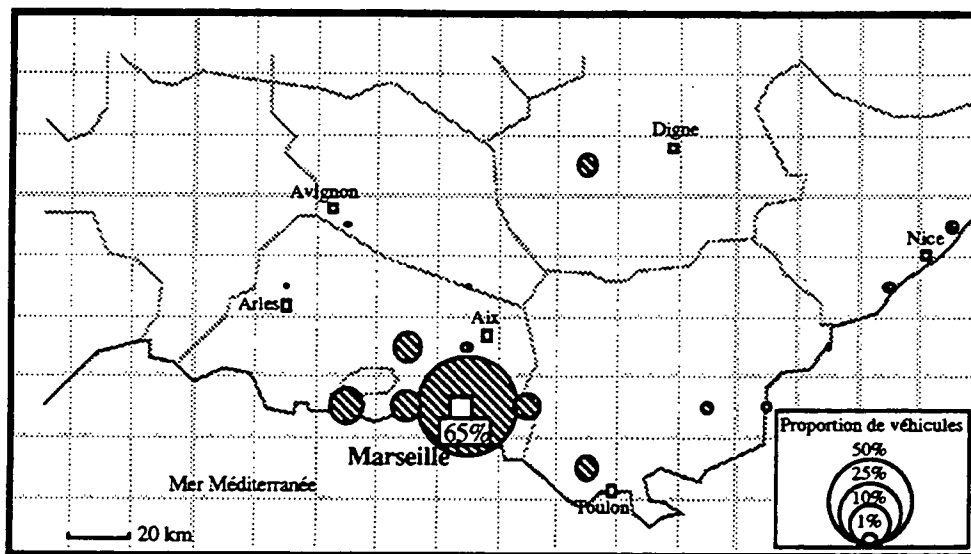 Digne
Avignon
Nice
Arles
Aix
65%
Marseille
Mer Méditerranée
Toulon
20 km
Proportion de véhicules
50%
25%
10%
1%